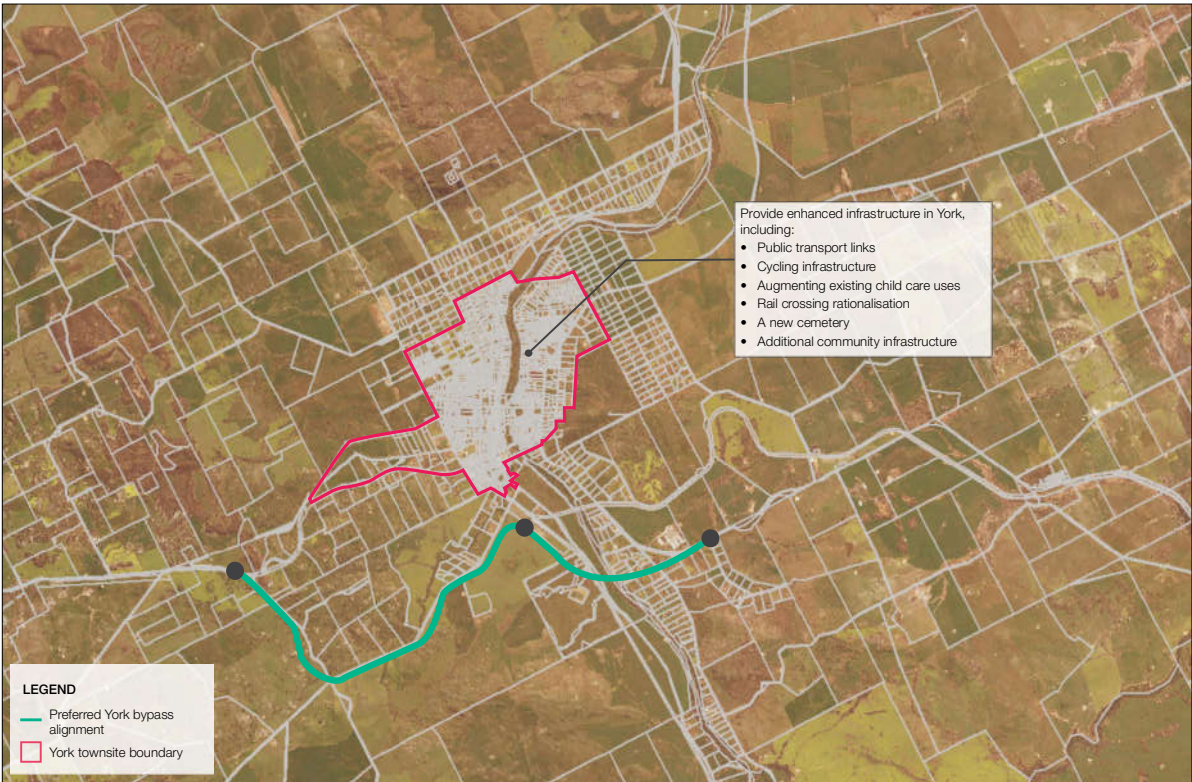 Provide enhanced infrastructure in York,
including:
• Public transport links
• Cycling infrastructure
• Augmenting existing child care uses
• Rail crossing rationalisation
• A new cemetery
• Additional community infrastructure
LEGEND
Preferred York bypass
alignment
York townsite boundary